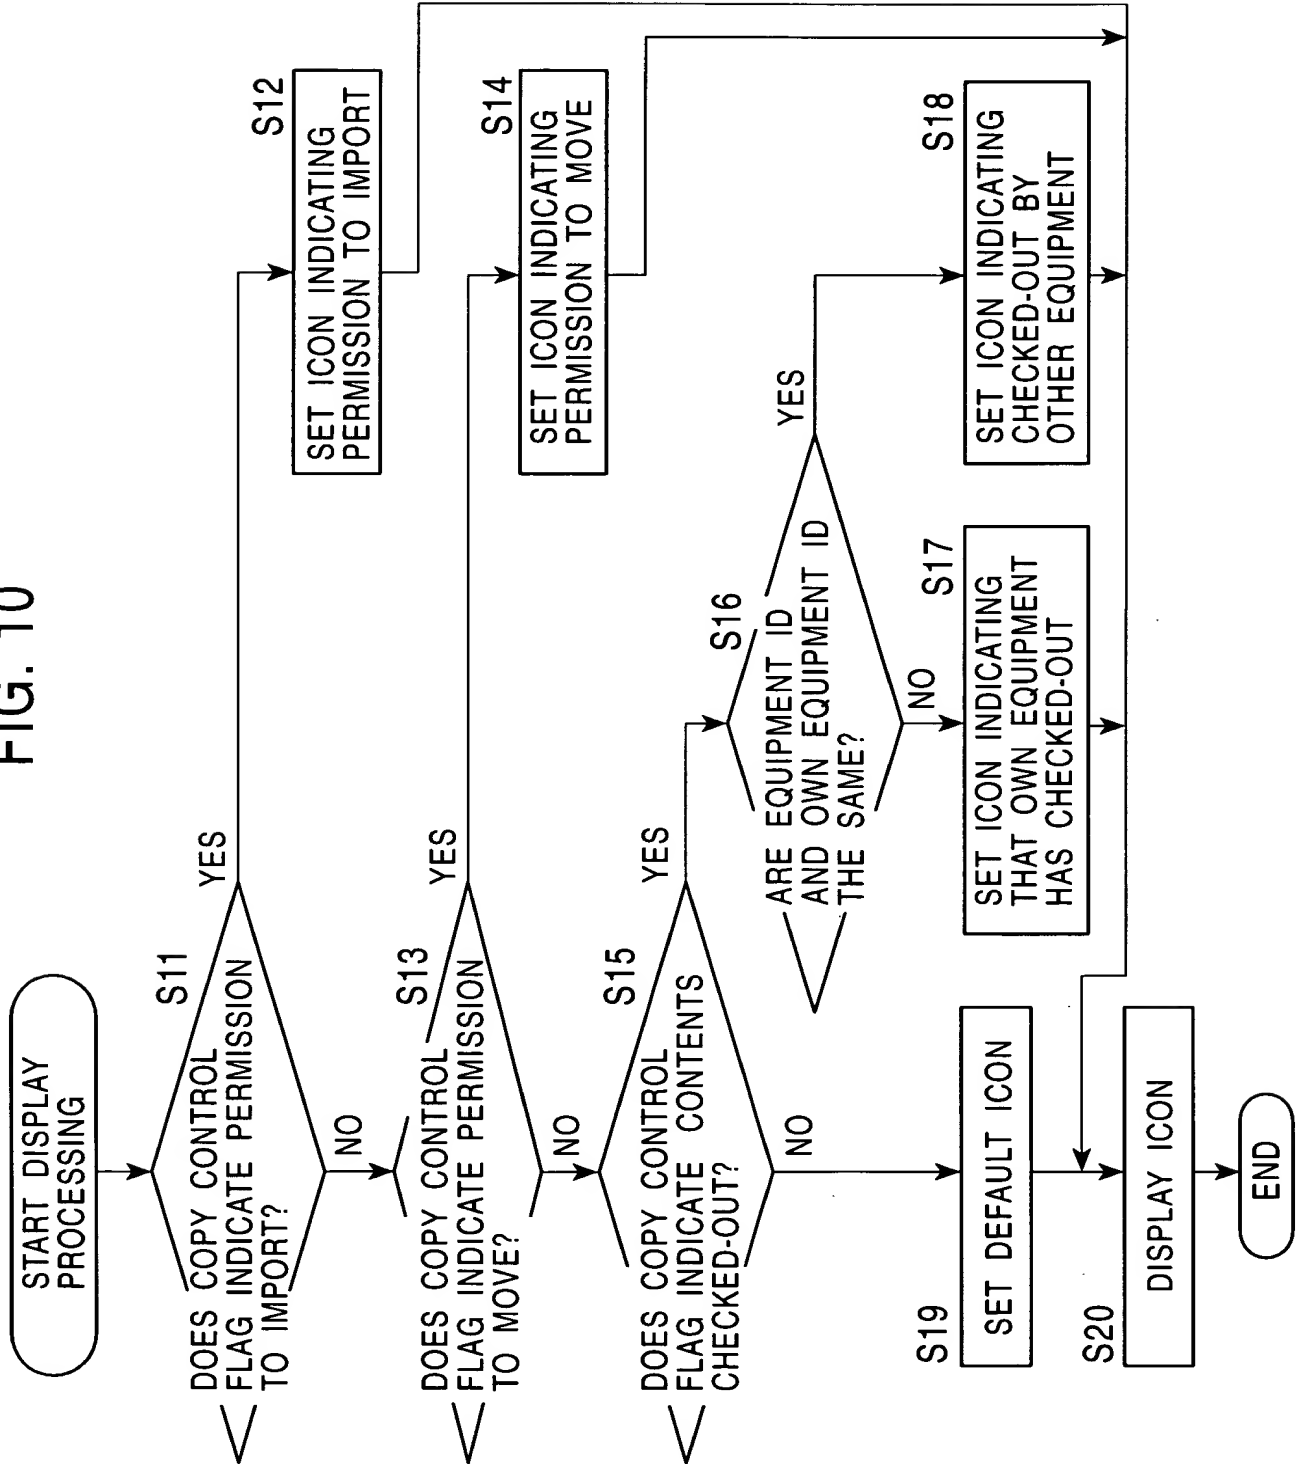 FIG. 10
START DISPLAY
PROCESSING
S11
DOES COPY CONTROL
FLAG INDICATE PERMISSION
TO IMPORT?
YES
NO
S12
SET ICON INDICATING
PERMISSION TO IMPORT
S13
DOES COPY CONTROL
FLAG INDICATE PERMISSION
TO MOVE?
YES
NO
S14
SET ICON INDICATING
PERMISSION TO MOVE
S15
DOES COPY CONTROL
FLAG INDICATE CONTENTS
CHECKED-OUT?
YES
NO
S16
ARE EQUIPMENT ID
AND OWN EQUIPMENT ID
THE SAME?
YES
NO
S17
SET ICON INDICATING
THAT OWN EQUIPMENT
HAS CHECKED-OUT
S18
SET ICON INDICATING
CHECKED-OUT BY
OTHER EQUIPMENT
S19
SET DEFAULT ICON
S20
DISPLAY ICON
END